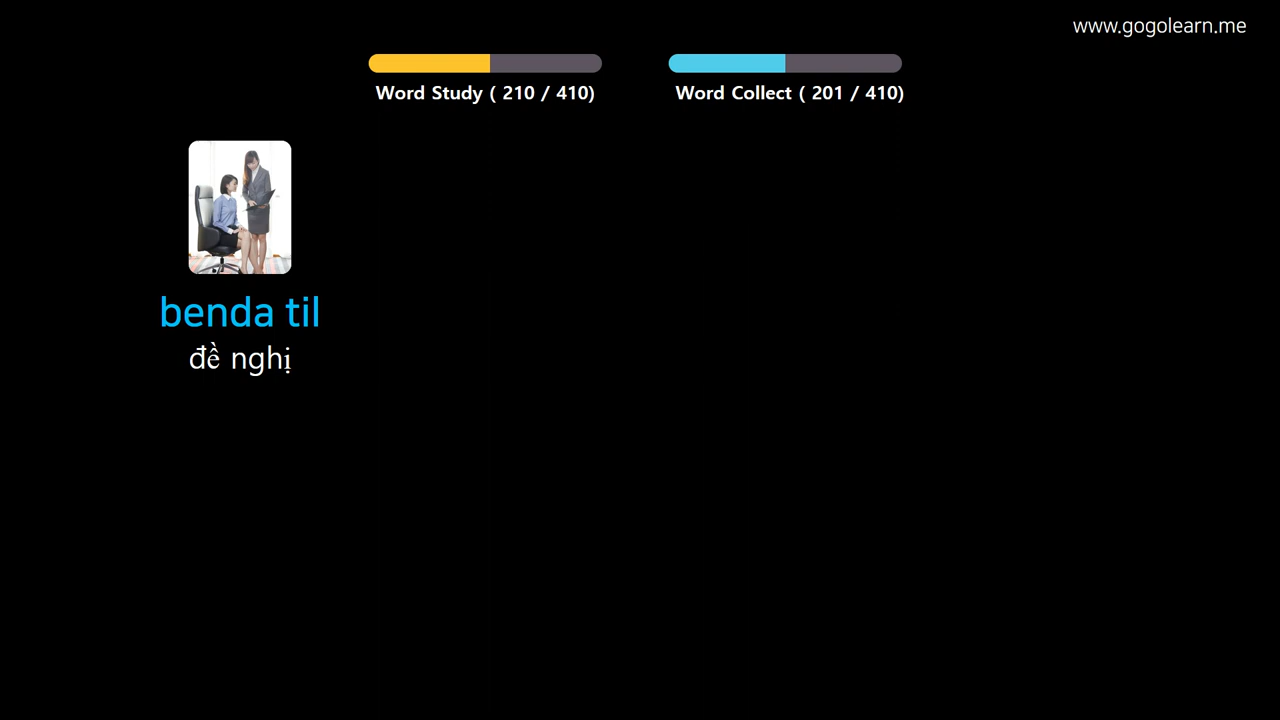 www.gogolearn.me
Word Study ( 210 / 410)
Word Collect ( 201 / 410)
benda til
đề nghị